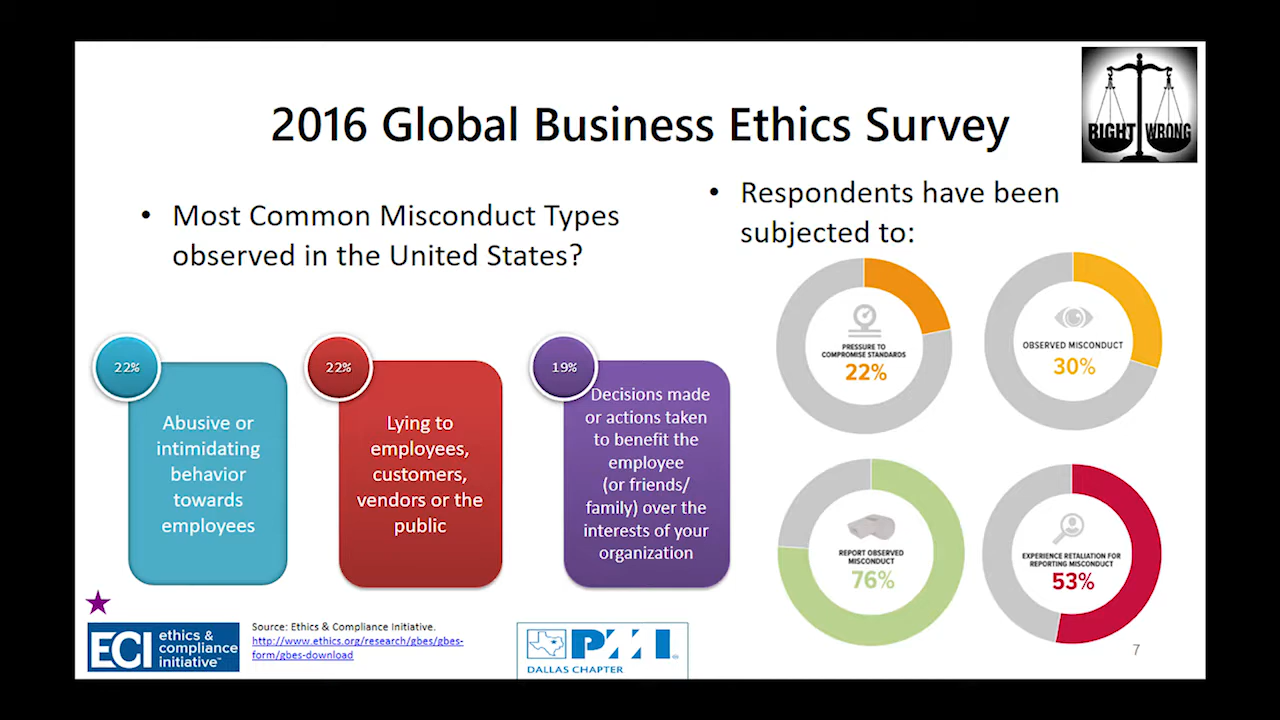 2016 Global Business Ethics Survey
RIGHT WRONG
• Most Common Misconduct Types
observed in the United States?
22%
Abusive or
intimidating
behavior
towards
employees
22%
Lying to
employees,
customers,
vendors or the
public
19%
Decisions made
or actions taken
to benefit the
employee
(or friends/
family) over the
interests of your
organization
• Respondents have been
subjected to:
PRESSURE TO
COMPROMISE STANDARDS
22%
OBSERVED MISCONDUCT
30%
REPORT OBSERVED
MISCONDUCT
76%
EXPERIENCE RETALIATION FOR
REPORTING MISCONDUCT
53%
ECI
ethics &
compliance
initiative™
Source: Ethics & Compliance Initiative.
http://www.ethics.org/research/gbes/gbes-
form/gbes-download
PMI
DALLAS CHAPTER
7